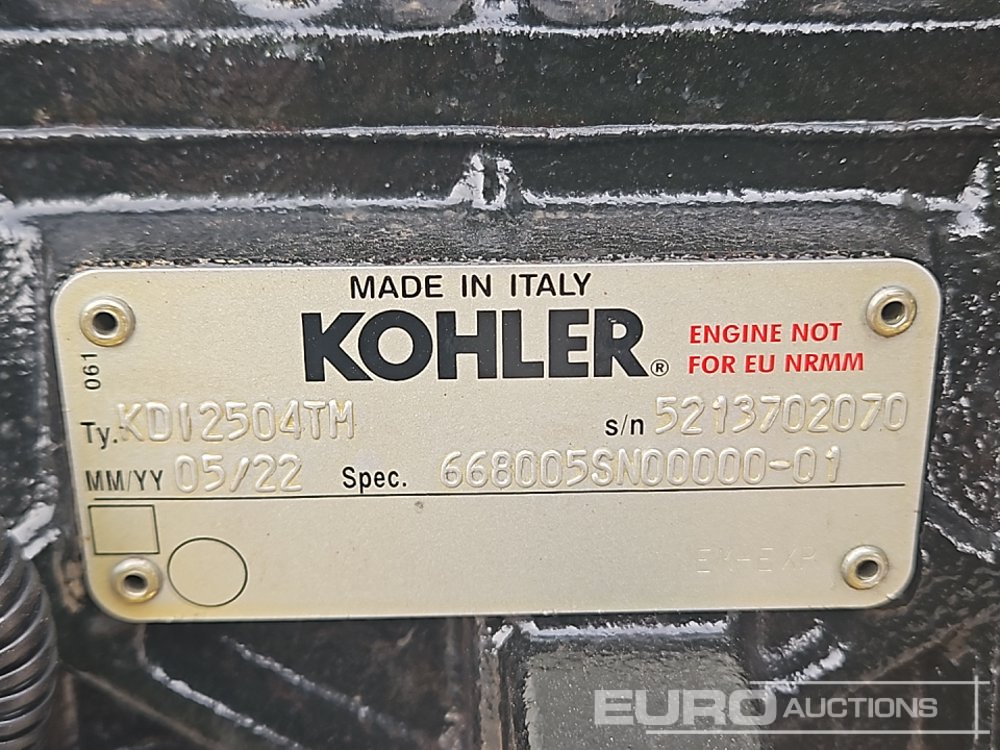 MADE IN ITALY
KOHLER® ENGINE NOT
FOR EU NRMM
061
Ty. KDI2504TM s/n 5213702070
MM/YY 05/22 Spec. 668005SN00000-01
EURO AUCTIONS